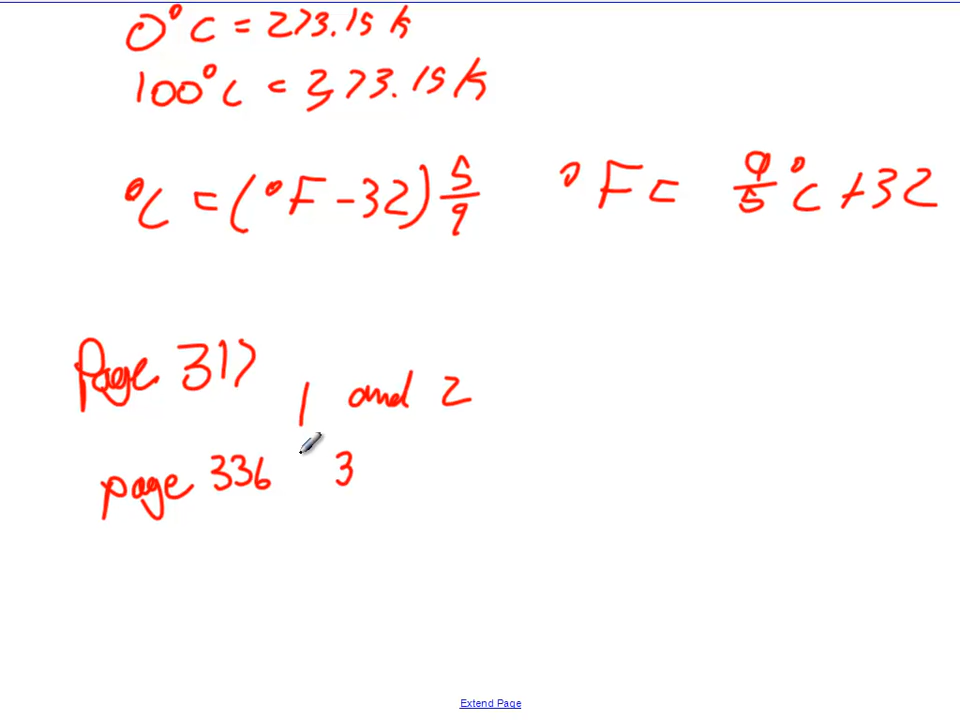 0°C = 273.15 K
100°C = 373.15 K
°C = (°F - 32) 5/9
°F = 9/5 °C + 32
Page 317 1 and 2
page 336 3
Extend Page